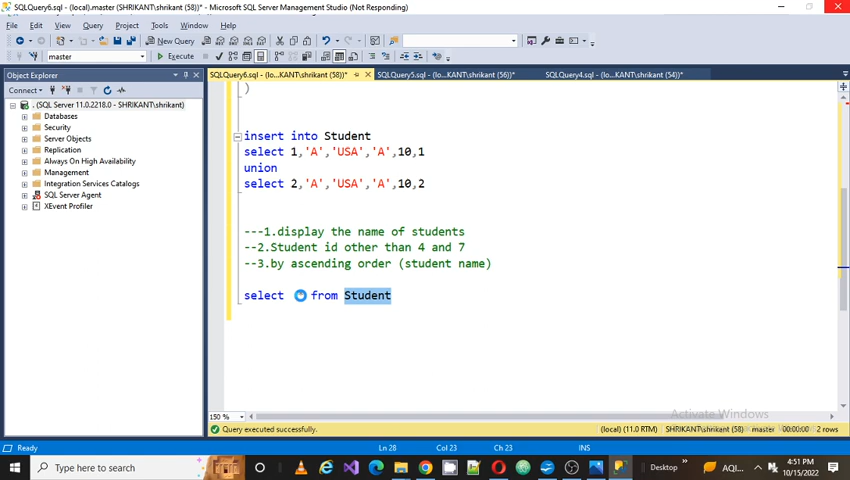 SQLQuery6.sql - (local).master (SHRIKANT\shrikant (58))* - Microsoft SQL Server Management Studio (Not Responding)
File Edit View Query Project Tools Window Help
New Query
master Execute
Object Explorer
SQLQuery6.sql - (lo...KANT\shrikant (58))* SQLQuery5.sql - (lo...KANT\shrikant (56))* SQLQuery4.sql - (lo...KANT\shrikant (54))*
Connect
. (SQL Server 11.0.2218.0 - SHRIKANT\shrikant)
Databases
Security
Server Objects
Replication
Always On High Availability
Management
Integration Services Catalogs
SQL Server Agent
XEvent Profiler
)
insert into Student
select 1,'A','USA','A',10,1
union
select 2,'A','USA','A',10,2
---1.display the name of students
--2.Student id other than 4 and 7
--3.by ascending order (student name)
select from Student
150 %
Activate Windows
Query executed successfully. (local) (11.0 RTM) SHRIKANT\shrikant (58) master 00:00:00 2 rows
Ready Ln 28 Col 23 Ch 23 INS
Type here to search
Desktop
AQI...
4:51 PM
10/15/2022